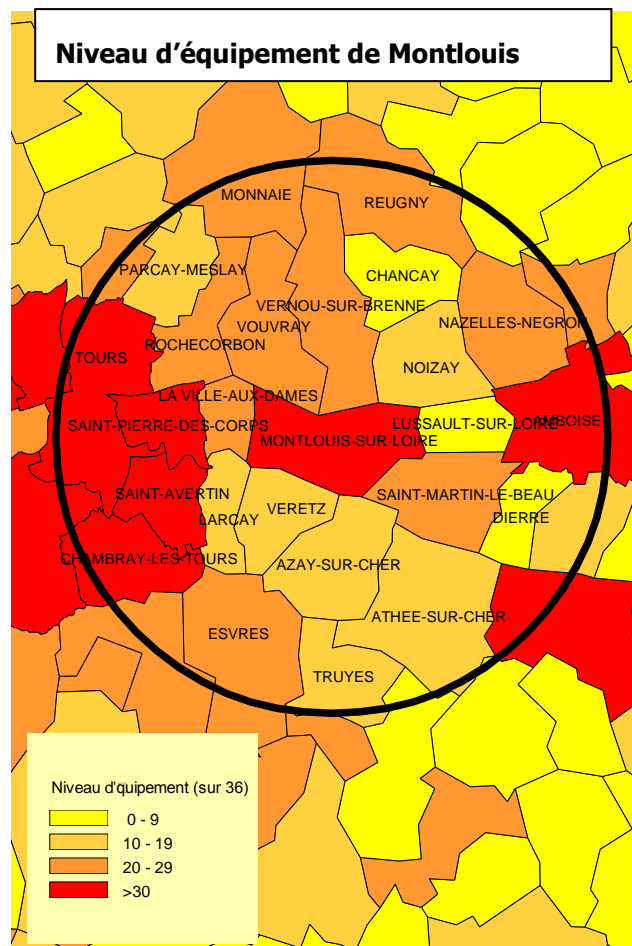 Niveau d'équipement de Montlouis
MONNAIE
REUGNY
PARCAY-MESLAY
CHANCAY
VERNOU-SUR-BRENNE
NAZELLES-NEGRON
VOUVRAY
ROCHECORBON
TOURS
NOIZAY
LA VILLE-AUX-DAMES
SAINT-PIERRE-DES-CORPS
LUSSAULT-SUR-LOIRE
AMBOISE
MONTLOUIS-SUR-LOIRE
SAINT-AVERTIN
SAINT-MARTIN-LE-BEAU
VERETZ
LARCAY
DIERRE
CHAMBRAY-LES-TOURS
AZAY-SUR-CHER
ATHEE-SUR-CHER
ESVRES
TRUYES
Niveau d'quipement (sur 36)
0 - 9
10 - 19
20 - 29
>30